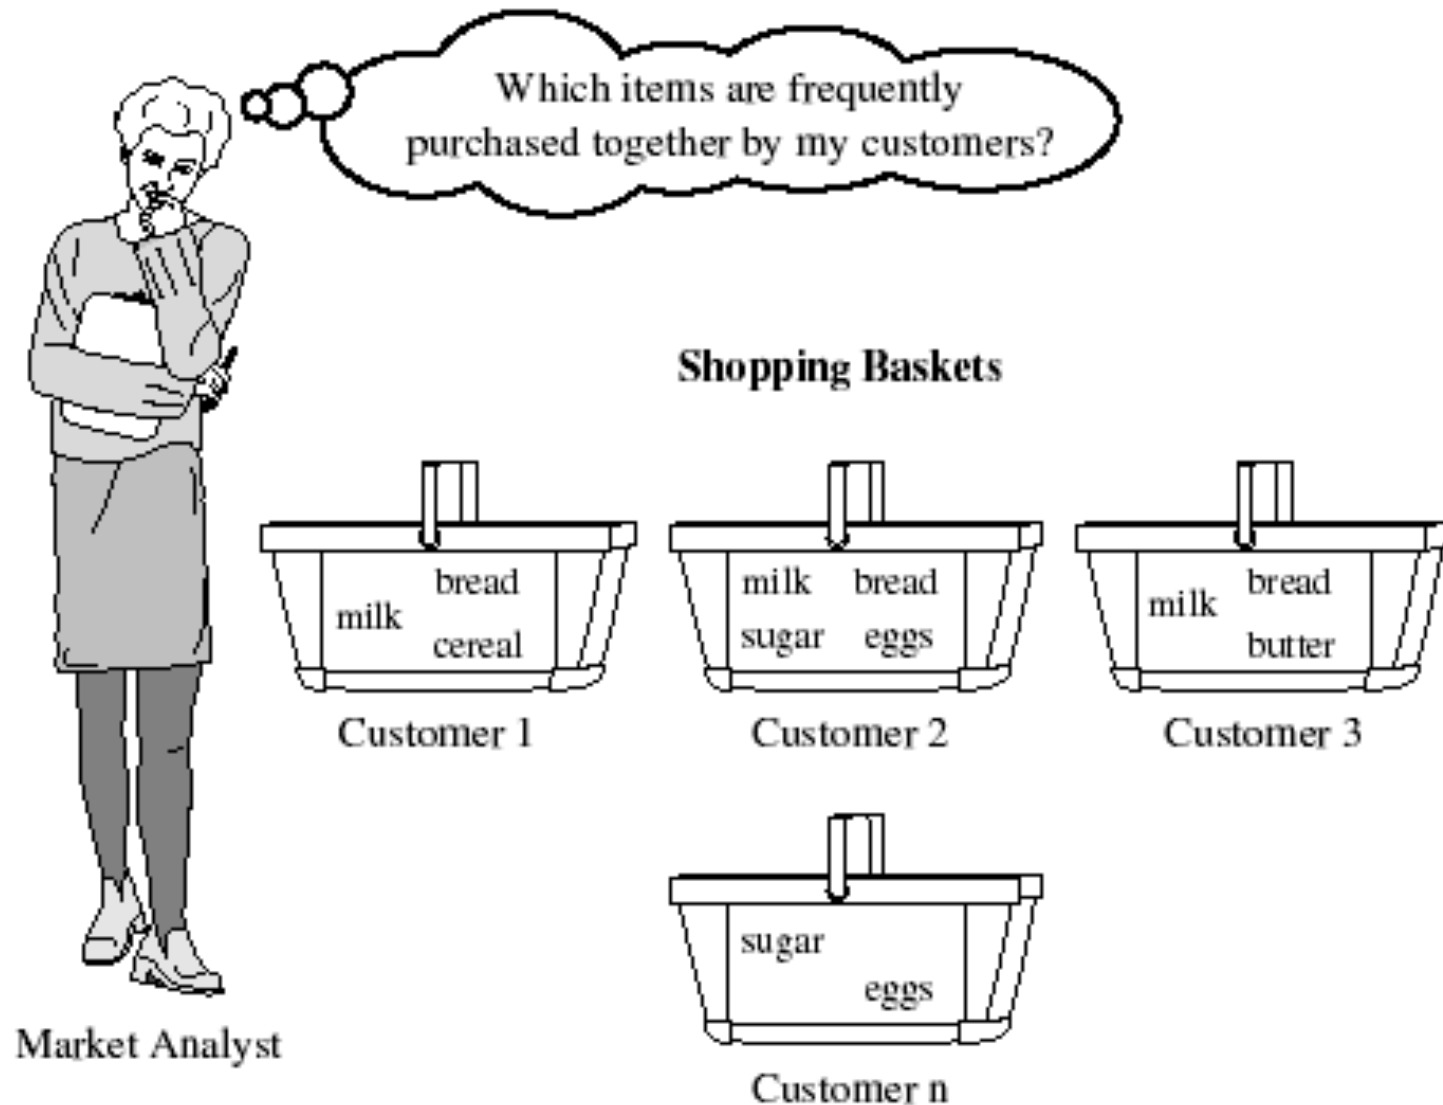 Which items are frequently
purchased together by my customers?
Shopping Baskets
milk
bread
cereal
milk bread
sugar eggs
milk
bread
butter
Customer 1
Customer 2
Customer 3
sugar
eggs
Market Analyst
Customer n